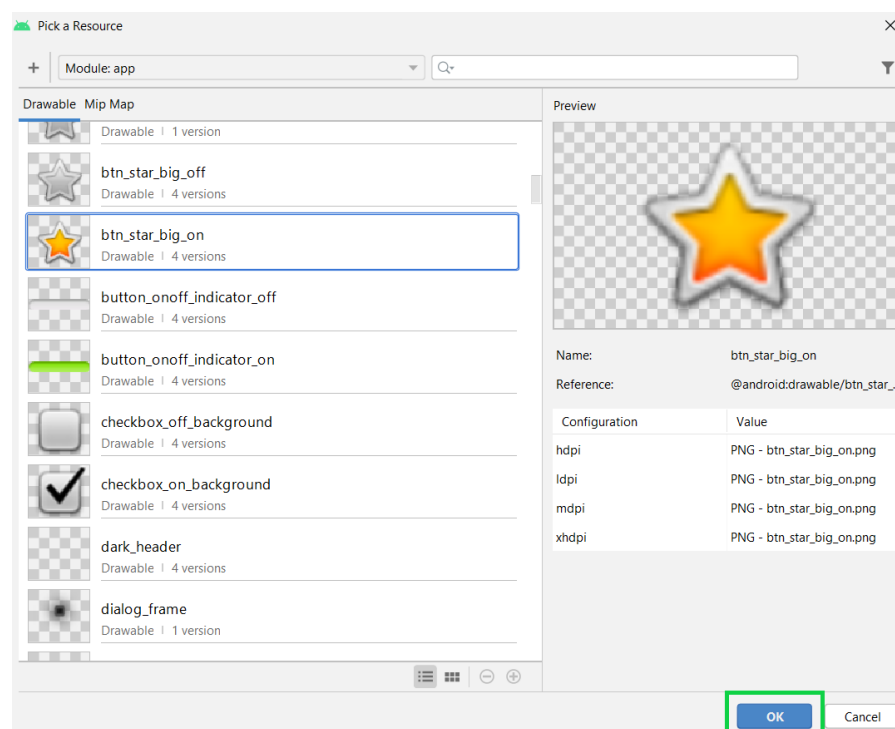 Pick a Resource
Module: app
Drawable Mip Map
Drawable | 1 version
btn_star_big_off
Drawable | 4 versions
btn_star_big_on
Drawable | 4 versions
button_onoff_indicator_off
Drawable | 4 versions
button_onoff_indicator_on
Drawable | 4 versions
checkbox_off_background
Drawable | 4 versions
checkbox_on_background
Drawable | 4 versions
dark_header
Drawable | 4 versions
dialog_frame
Drawable | 1 version
Preview
Name: btn_star_big_on
Reference: @android:drawable/btn_star_...
Configuration Value
hdpi PNG - btn_star_big_on.png
ldpi PNG - btn_star_big_on.png
mdpi PNG - btn_star_big_on.png
xhdpi PNG - btn_star_big_on.png
OK Cancel